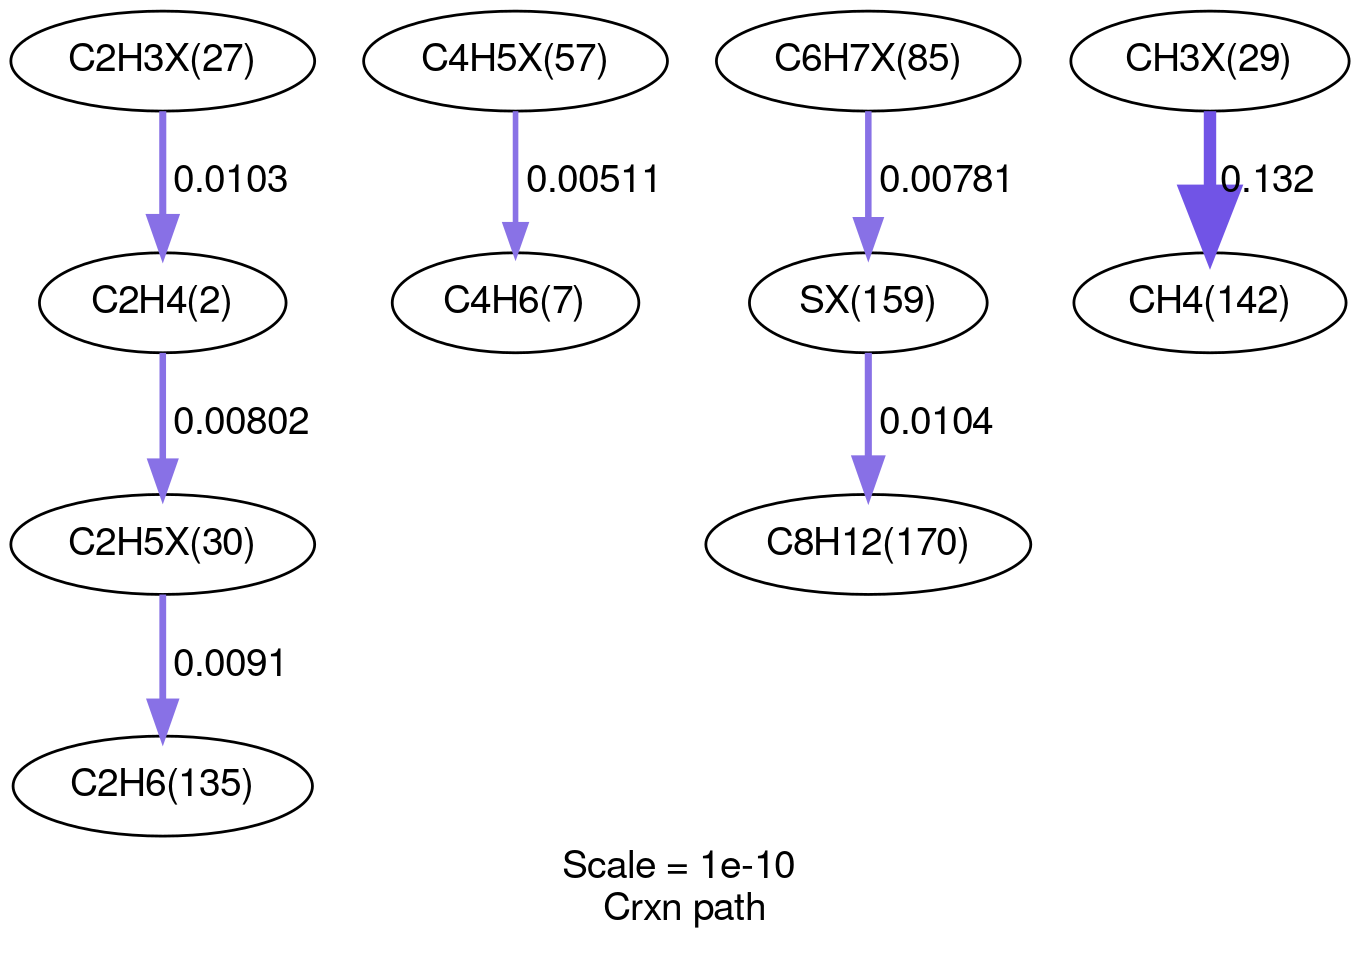 C2H3X(27)
C4H5X(57)
C6H7X(85)
CH3X(29)
0.0103
0.00511
0.00781
0.132
C2H4(2)
C4H6(7)
SX(159)
CH4(142)
0.00802
0.0104
C2H5X(30)
C8H12(170)
0.0091
C2H6(135)
Scale = 1e-10
Crxn path